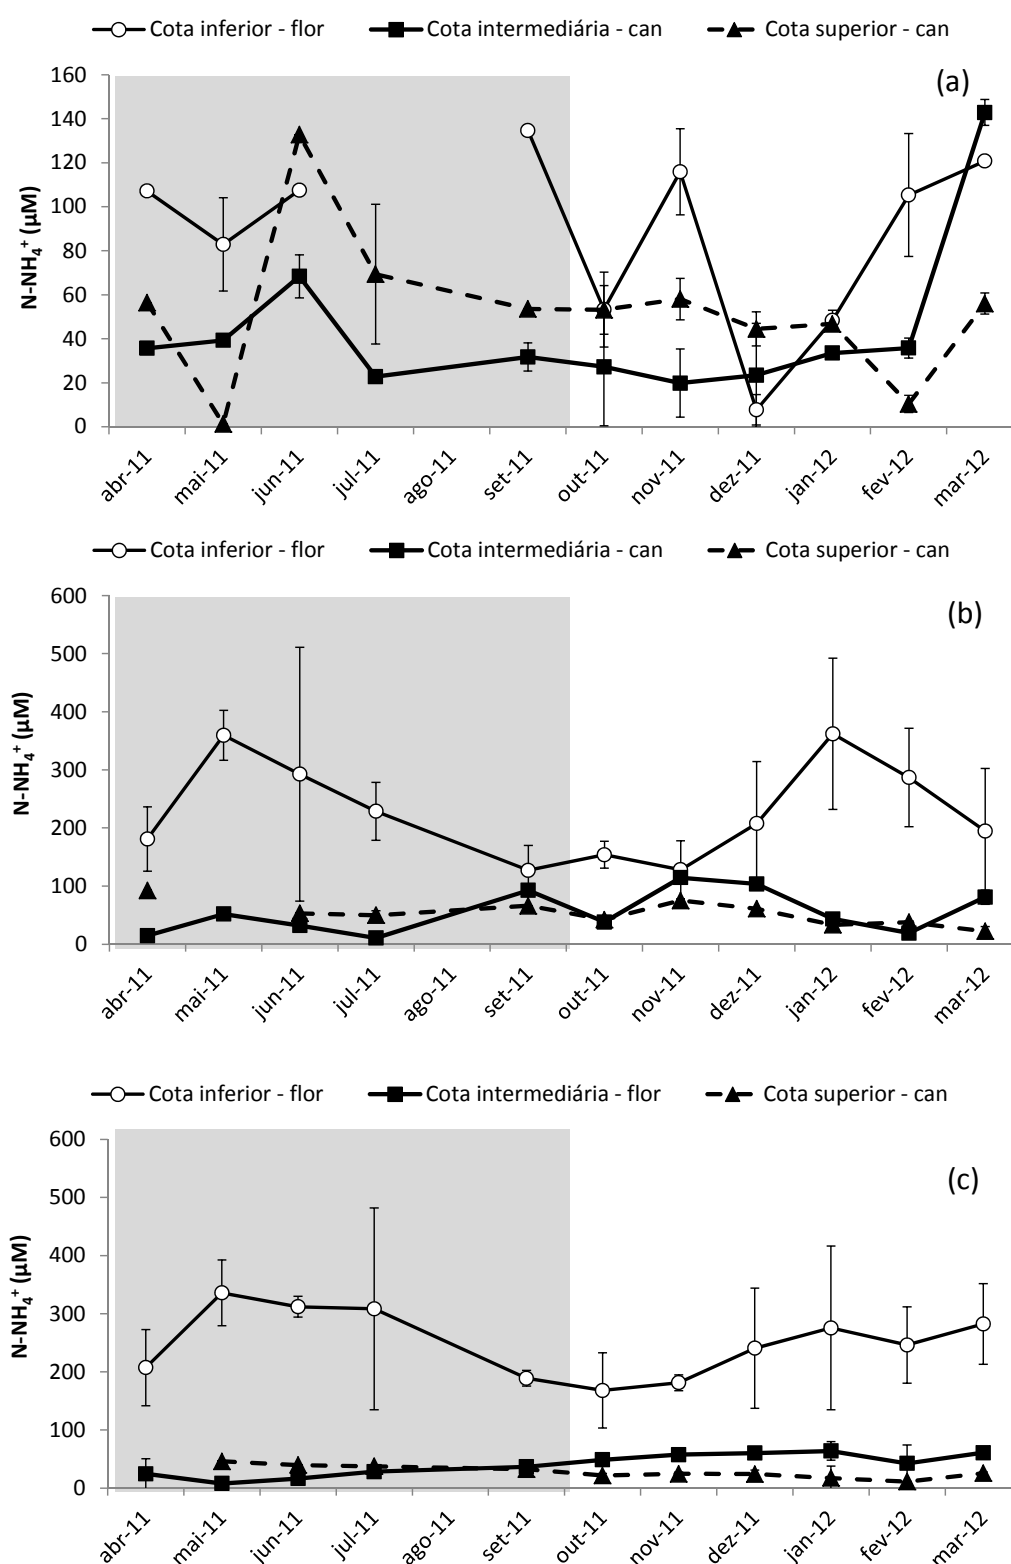 Cota inferior - flor Cota intermediária - can Cota superior - can
(a)
N-NH4+ (µM)
160
140
120
100
80
60
40
20
0
abr-11 mai-11 jun-11 jul-11 ago-11 set-11 out-11 nov-11 dez-11 jan-12 fev-12 mar-12
Cota inferior - flor Cota intermediária - can Cota superior - can
(b)
N-NH4+ (µM)
600
500
400
300
200
100
0
abr-11 mai-11 jun-11 jul-11 ago-11 set-11 out-11 nov-11 dez-11 jan-12 fev-12 mar-12
Cota inferior - flor Cota intermediária - flor Cota superior - can
(c)
N-NH4+ (µM)
600
500
400
300
200
100
0
abr-11 mai-11 jun-11 jul-11 ago-11 set-11 out-11 nov-11 dez-11 jan-12 fev-12 mar-12